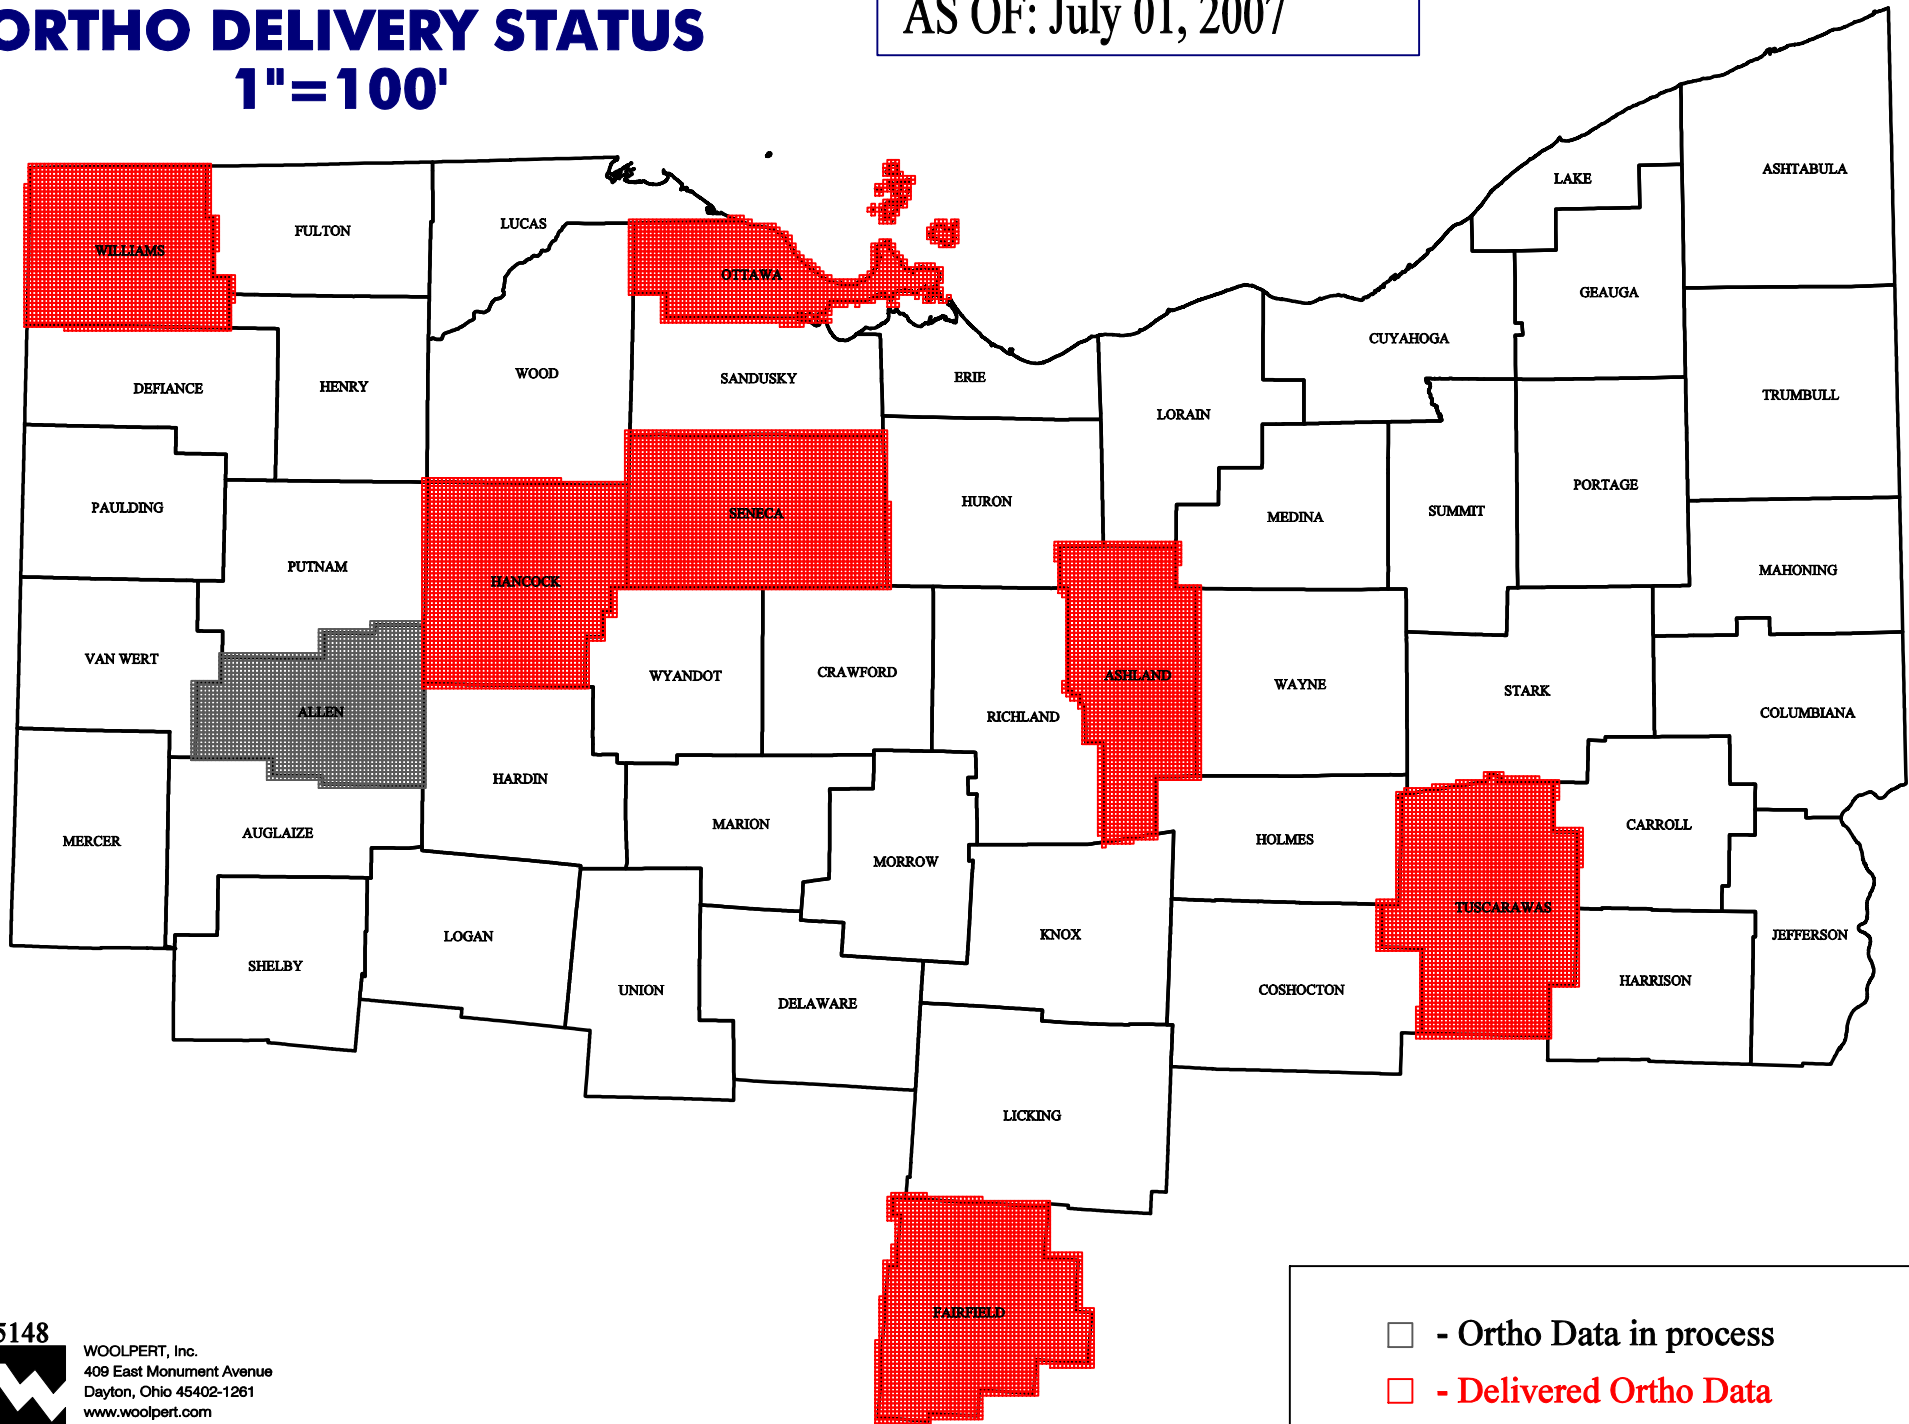 ORTHO DELIVERY STATUS
1"=100'
AS OF: July 01, 2007
ASHTABULA
LAKE
FULTON
LUCAS
WILLIAMS
OTTAWA
GEAUGA
CUYAHOGA
DEFIANCE
HENRY
WOOD
SANDUSKY
ERIE
LORAIN
TRUMBULL
PAULDING
SENECA
HURON
MEDINA
SUMMIT
PORTAGE
PUTNAM
HANCOCK
MAHONING
VAN WERT
WYANDOT
CRAWFORD
ASHLAND
WAYNE
STARK
ALLEN
RICHLAND
COLUMBIANA
HARDIN
MERCER
AUGLAIZE
MARION
MORROW
HOLMES
CARROLL
TUSCARAWAS
LOGAN
KNOX
JEFFERSON
SHELBY
UNION
DELAWARE
COSHOCTON
HARRISON
LICKING
FAIRFIELD
5148
WOOLPERT, Inc.
409 East Monument Avenue
Dayton, Ohio 45402-1261
www.woolpert.com
- Ortho Data in process
- Delivered Ortho Data